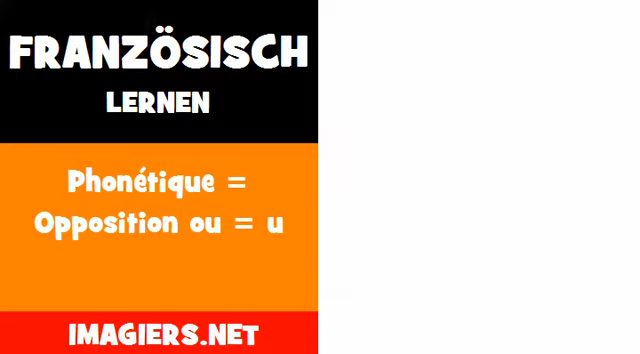 FRANZÖSISCH
LERNEN
Phonétique =
Opposition ou = u
IMAGIERS.NET